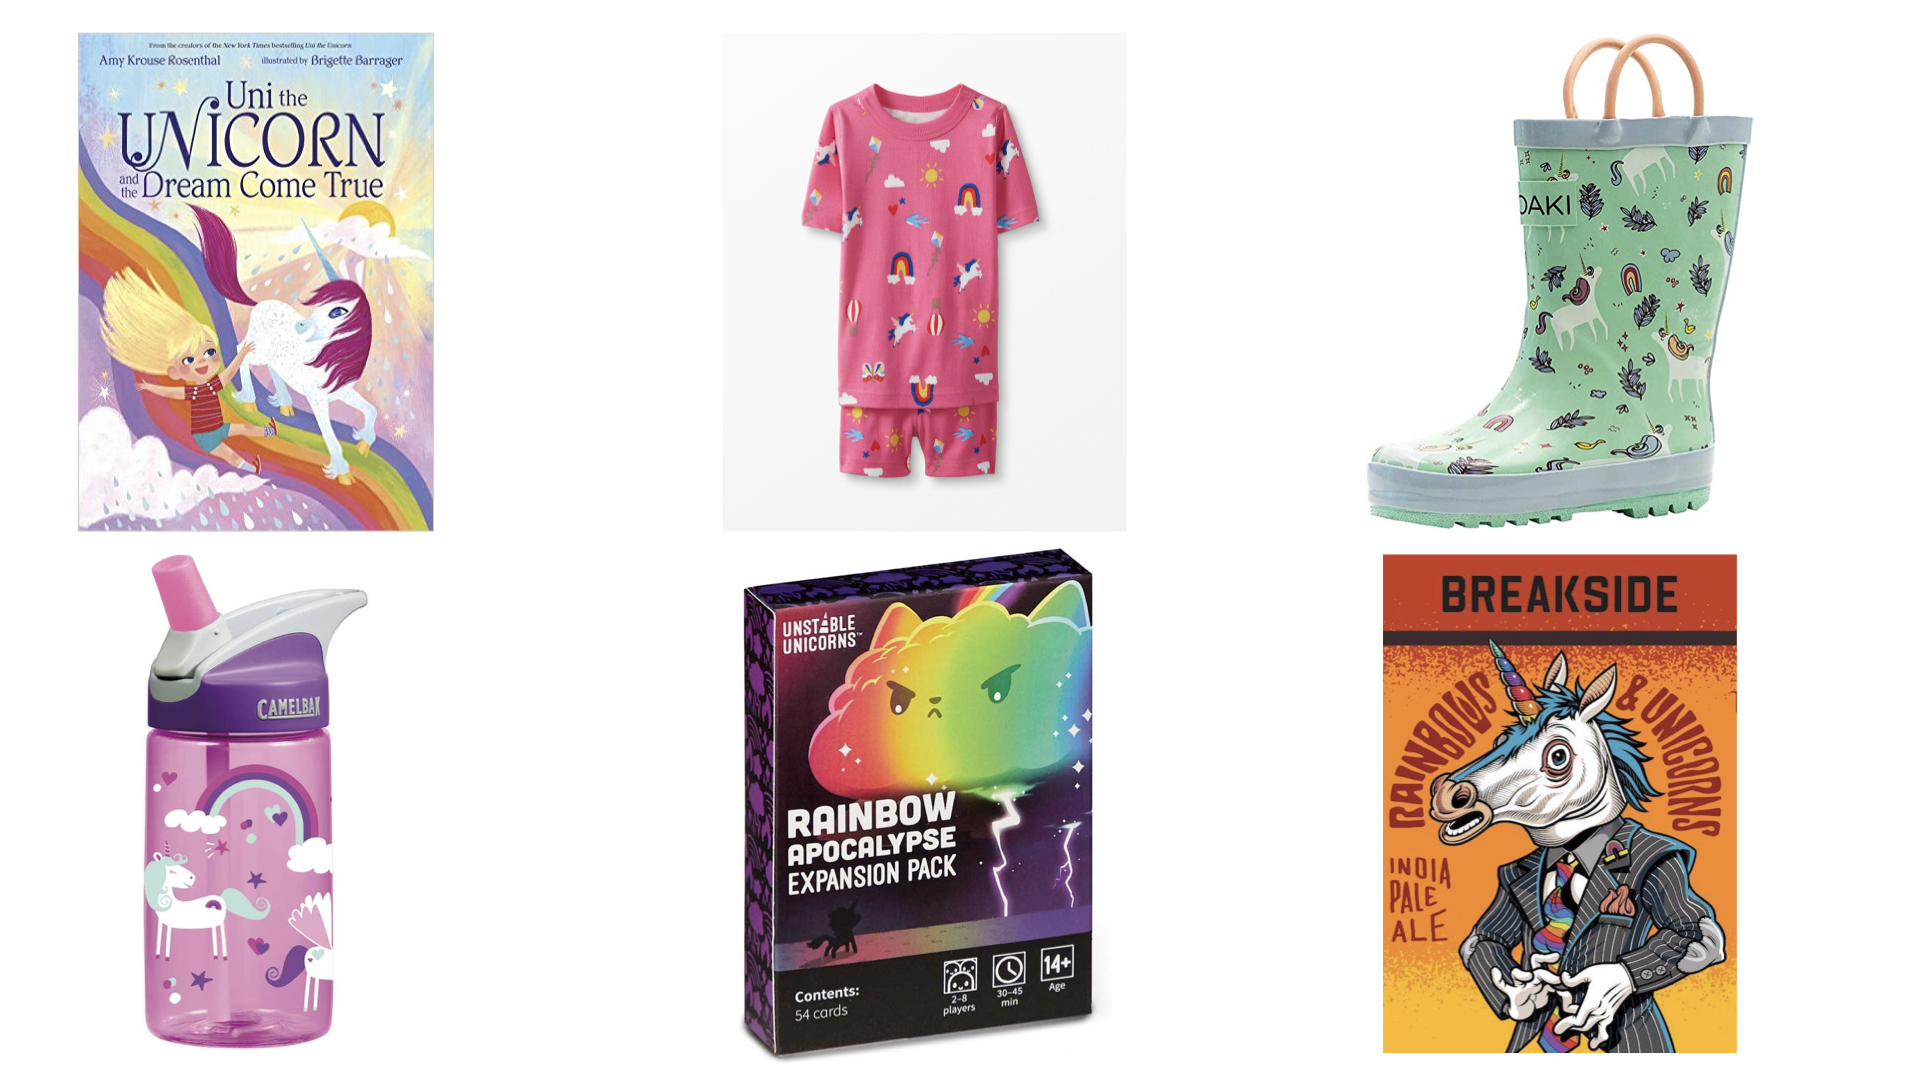 From the creators of the New York Times bestselling Uni the Unicorn
Amy Krouse Rosenthal illustrated by Brigette Barrager
Uni the
UNICORN
and the Dream Come True
OAKI
CAMELBAK
UNSTABLE
UNICORNS™
RAINBOW
APOCALYPSE
EXPANSION PACK
Contents:
54 cards
2-8
players
30-45
min
14+
Age
BREAKSIDE
RAINBOWS
& UNICORNS
INDIA
PALE
ALE